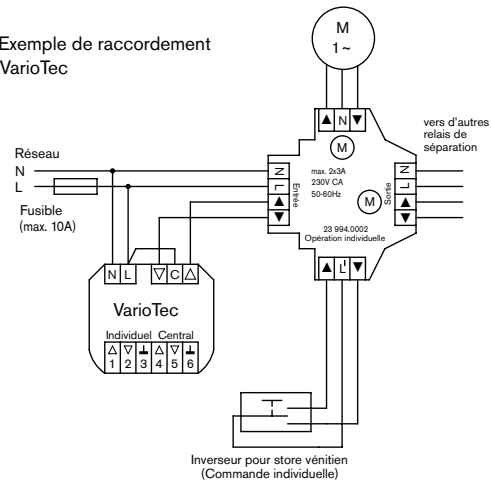 Exemple de raccordement
VarioTec
M
1~
▲ N ▼
M
vers d'autres
relais de
séparation
Réseau
N
L
Fusible
(max. 10A)
N
L
▲
▼
Entrée
max. 2x3A
230V CA
50-60Hz
M
Sortie
N
L
▲
▼
23 994.0002
Opération individuelle
▲ L' ▼
N L ▽ C △
VarioTec
Individuel Central
△ ▽ ┸ △ ▽ ┸
1 2 3 4 5 6
Inverseur pour store vénitien
(Commande individuelle)